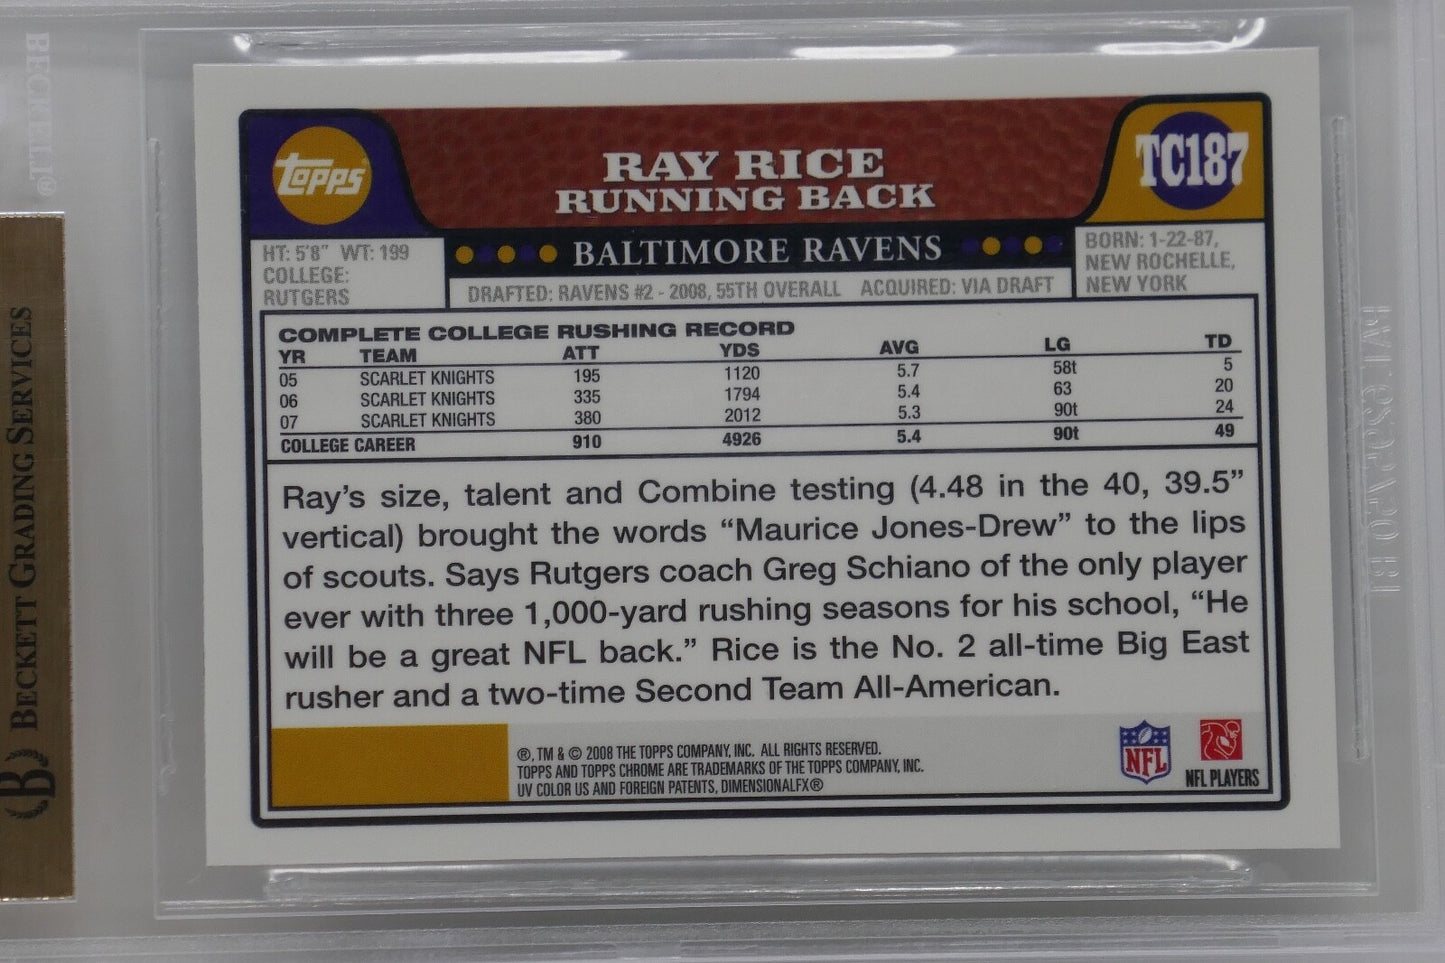 BECKETT®
BECKETT GRADING SERVICES
B
topps
RAY RICE
RUNNING BACK
TC187
HT: 5'8" WT: 199
COLLEGE:
RUTGERS
BALTIMORE RAVENS
DRAFTED: RAVENS #2 - 2008, 55TH OVERALL ACQUIRED: VIA DRAFT
BORN: 1-22-87,
NEW ROCHELLE,
NEW YORK
COMPLETE COLLEGE RUSHING RECORD
YR TEAM ATT YDS AVG LG TD
05 SCARLET KNIGHTS 195 1120 5.7 58t 5
06 SCARLET KNIGHTS 335 1794 5.4 63 20
07 SCARLET KNIGHTS 380 2012 5.3 90t 24
COLLEGE CAREER 910 4926 5.4 90t 49
Ray's size, talent and Combine testing (4.48 in the 40, 39.5"
vertical) brought the words "Maurice Jones-Drew" to the lips
of scouts. Says Rutgers coach Greg Schiano of the only player
ever with three 1,000-yard rushing seasons for his school, "He
will be a great NFL back." Rice is the No. 2 all-time Big East
rusher and a two-time Second Team All-American.
®, TM & © 2008 THE TOPPS COMPANY, INC. ALL RIGHTS RESERVED.
TOPPS AND TOPPS CHROME ARE TRADEMARKS OF THE TOPPS COMPANY, INC.
UV COLOR US AND FOREIGN PATENTS, DIMENSIONALFX®
NFL
NFL PLAYERS